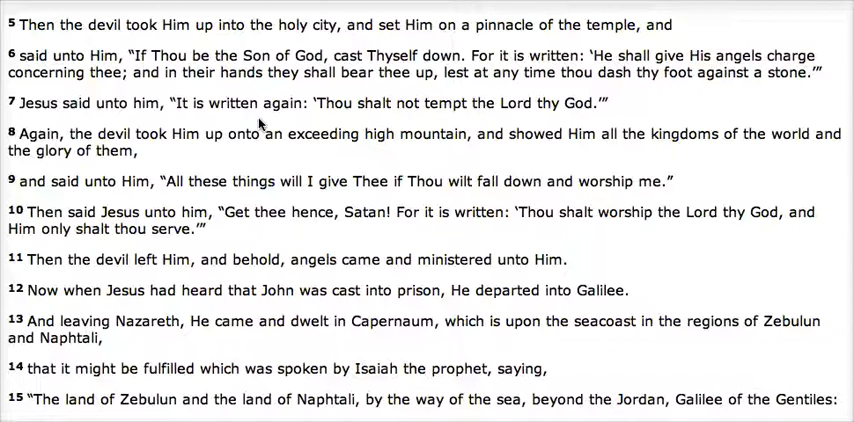 5 Then the devil took Him up into the holy city, and set Him on a pinnacle of the temple, and
6 said unto Him, “If Thou be the Son of God, cast Thyself down. For it is written: ‘He shall give His angels charge
concerning thee; and in their hands they shall bear thee up, lest at any time thou dash thy foot against a stone.’”
7 Jesus said unto him, “It is written again: ‘Thou shalt not tempt the Lord thy God.’”
8 Again, the devil took Him up onto an exceeding high mountain, and showed Him all the kingdoms of the world and
the glory of them,
9 and said unto Him, “All these things will I give Thee if Thou wilt fall down and worship me.”
10 Then said Jesus unto him, “Get thee hence, Satan! For it is written: ‘Thou shalt worship the Lord thy God, and
Him only shalt thou serve.’”
11 Then the devil left Him, and behold, angels came and ministered unto Him.
12 Now when Jesus had heard that John was cast into prison, He departed into Galilee.
13 And leaving Nazareth, He came and dwelt in Capernaum, which is upon the seacoast in the regions of Zebulun
and Naphtali,
14 that it might be fulfilled which was spoken by Isaiah the prophet, saying,
15 “The land of Zebulun and the land of Naphtali, by the way of the sea, beyond the Jordan, Galilee of the Gentiles: